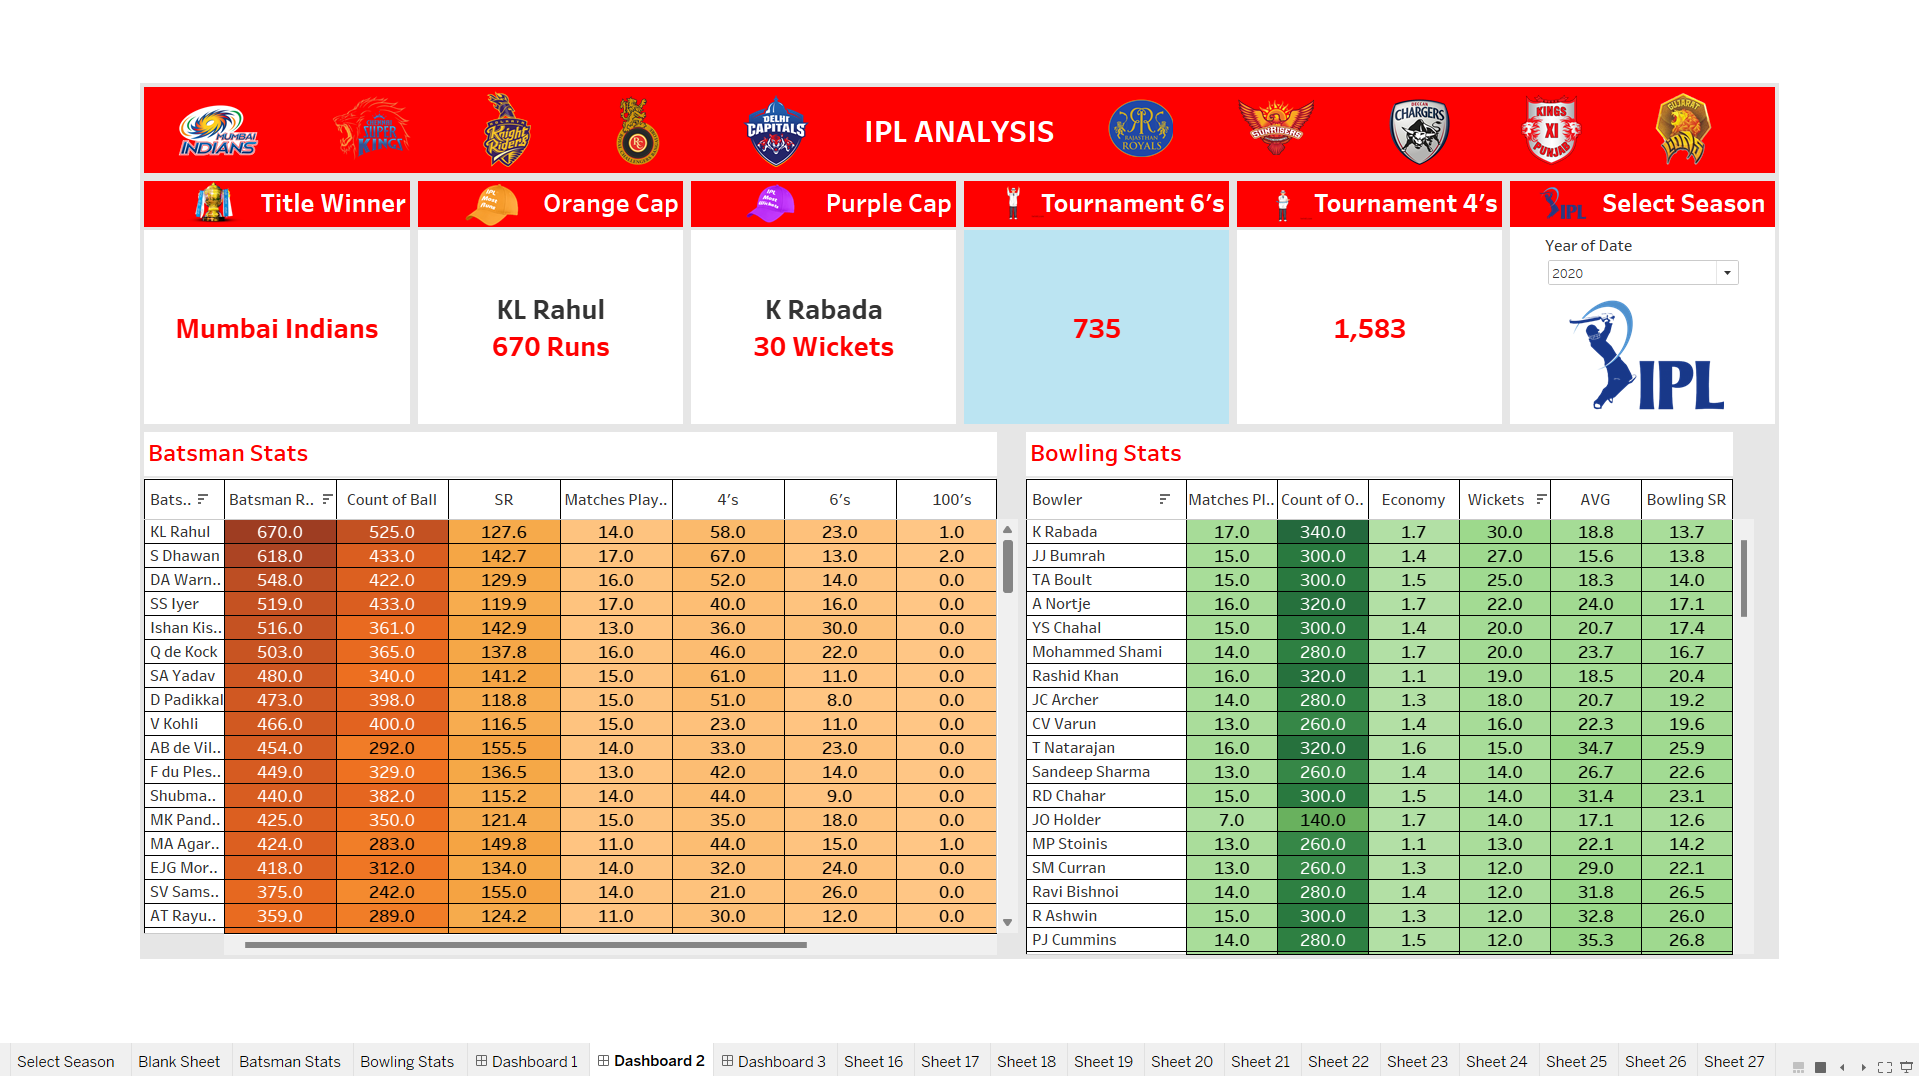 MUMBAI INDIANS
SUPER KINGS
Knight Riders
DELHI CAPITALS
IPL ANALYSIS
RAJASTHAN ROYALS
SUNRISERS
DECCAN CHARGERS
KINGS XI PUNJAB
GUJARAT
Title Winner
Orange Cap
Purple Cap
Tournament 6’s
Tournament 4’s
IPL Select Season
Mumbai Indians
KL Rahul
670 Runs
K Rabada
30 Wickets
735
1,583
Year of Date
2020
IPL
Batsman Stats
Bats.. Batsman R.. Count of Ball SR Matches Play.. 4’s 6’s 100’s
KL Rahul 670.0 525.0 127.6 14.0 58.0 23.0 1.0
S Dhawan 618.0 433.0 142.7 17.0 67.0 13.0 2.0
DA Warn.. 548.0 422.0 129.9 16.0 52.0 14.0 0.0
SS Iyer 519.0 433.0 119.9 17.0 40.0 16.0 0.0
Ishan Kis.. 516.0 361.0 142.9 13.0 36.0 30.0 0.0
Q de Kock 503.0 365.0 137.8 16.0 46.0 22.0 0.0
SA Yadav 480.0 340.0 141.2 15.0 61.0 11.0 0.0
D Padikkal 473.0 398.0 118.8 15.0 51.0 8.0 0.0
V Kohli 466.0 400.0 116.5 15.0 23.0 11.0 0.0
AB de Vil.. 454.0 292.0 155.5 14.0 33.0 23.0 0.0
F du Ples.. 449.0 329.0 136.5 13.0 42.0 14.0 0.0
Shubma.. 440.0 382.0 115.2 14.0 44.0 9.0 0.0
MK Pand.. 425.0 350.0 121.4 15.0 35.0 18.0 0.0
MA Agar.. 424.0 283.0 149.8 11.0 44.0 15.0 1.0
EJG Mor.. 418.0 312.0 134.0 14.0 32.0 24.0 0.0
SV Sams.. 375.0 242.0 155.0 14.0 21.0 26.0 0.0
AT Rayu.. 359.0 289.0 124.2 11.0 30.0 12.0 0.0
Bowling Stats
Bowler Matches Pl.. Count of O.. Economy Wickets AVG Bowling SR
K Rabada 17.0 340.0 1.7 30.0 18.8 13.7
JJ Bumrah 15.0 300.0 1.4 27.0 15.6 13.8
TA Boult 15.0 300.0 1.5 25.0 18.3 14.0
A Nortje 16.0 320.0 1.7 22.0 24.0 17.1
YS Chahal 15.0 300.0 1.4 20.0 20.7 17.4
Mohammed Shami 14.0 280.0 1.7 20.0 23.7 16.7
Rashid Khan 16.0 320.0 1.1 19.0 18.5 20.4
JC Archer 14.0 280.0 1.3 18.0 20.7 19.2
CV Varun 13.0 260.0 1.4 16.0 22.3 19.6
T Natarajan 16.0 320.0 1.6 15.0 34.7 25.9
Sandeep Sharma 13.0 260.0 1.4 14.0 26.7 22.6
RD Chahar 15.0 300.0 1.5 14.0 31.4 23.1
JO Holder 7.0 140.0 1.7 14.0 17.1 12.6
MP Stoinis 13.0 260.0 1.1 13.0 22.1 14.2
SM Curran 13.0 260.0 1.3 12.0 29.0 22.1
Ravi Bishnoi 14.0 280.0 1.4 12.0 31.8 26.5
R Ashwin 15.0 300.0 1.3 12.0 32.8 26.0
PJ Cummins 14.0 280.0 1.5 12.0 35.3 26.8
Select Season Blank Sheet Batsman Stats Bowling Stats Dashboard 1 Dashboard 2 Dashboard 3 Sheet 16 Sheet 17 Sheet 18 Sheet 19 Sheet 20 Sheet 21 Sheet 22 Sheet 23 Sheet 24 Sheet 25 Sheet 26 Sheet 27